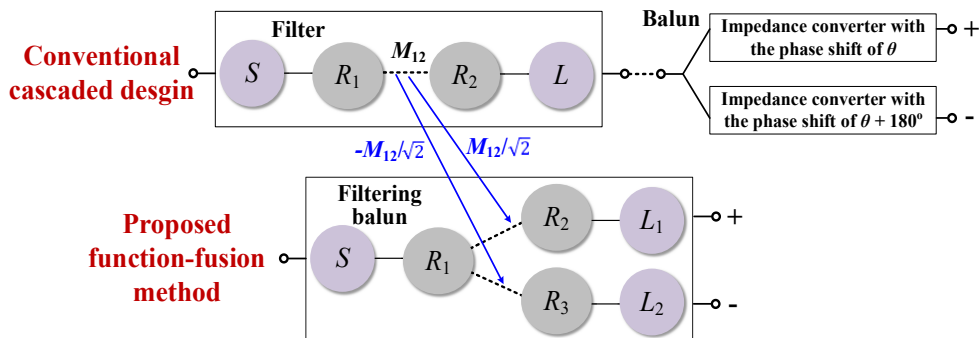 Filter
Balun
Conventional
cascaded desgin
S
R1
M12
R2
L
Impedance converter with
the phase shift of θ
+
Impedance converter with
the phase shift of θ + 180°
-
-M12/√2
M12/√2
Proposed
function-fusion
method
Filtering
balun
S
R1
R2
L1
+
R3
L2
-